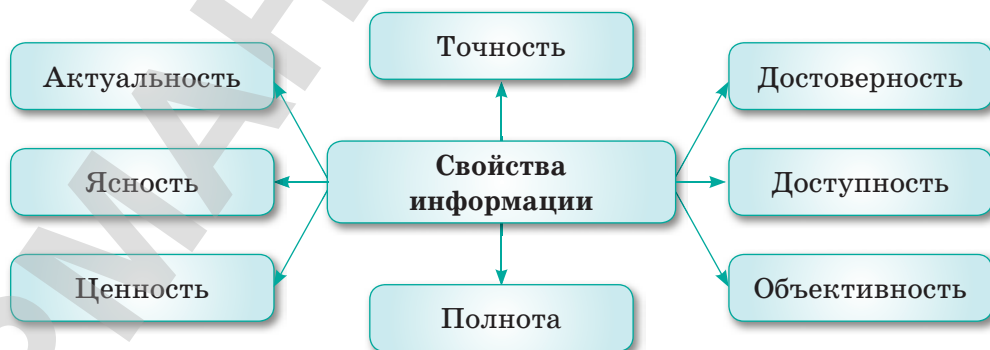 Точность
Актуальность
Достоверность
Свойства
информации
Ясность
Доступность
Ценность
Объективность
Полнота